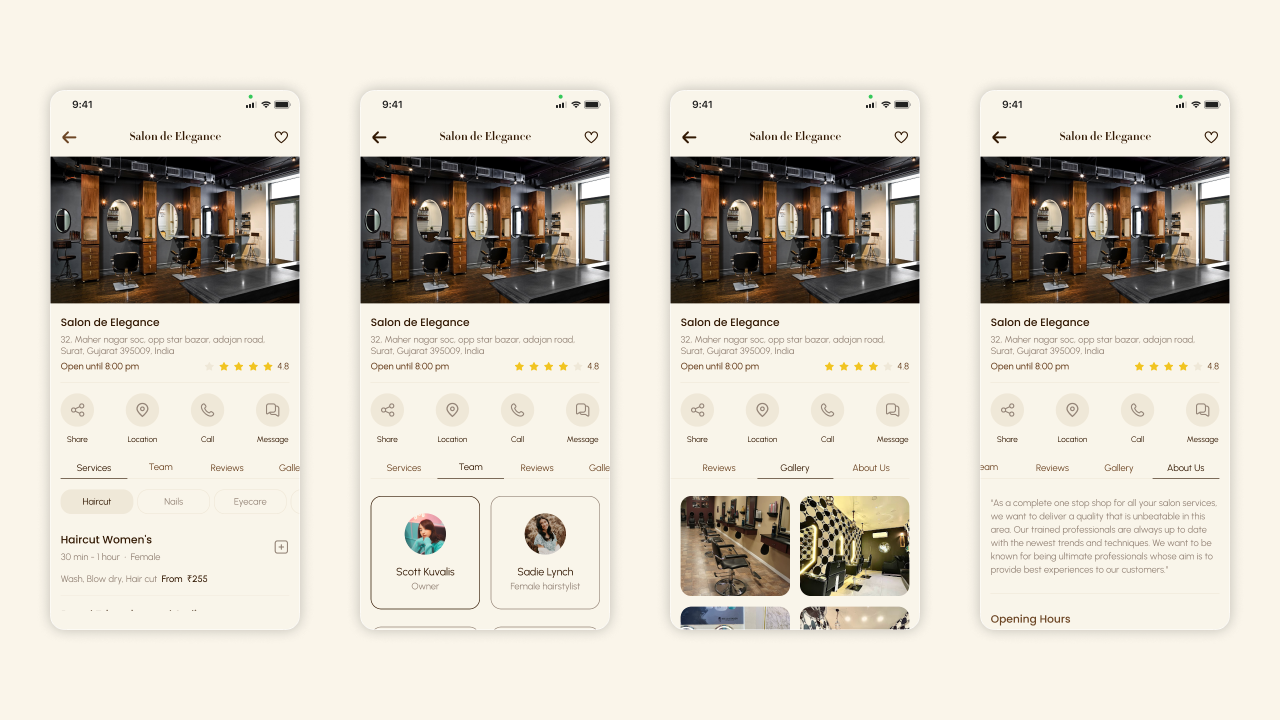 9:41
Salon de Elegance
Salon de Elegance
32, Maher nagar soc, opp star bazar, adajan road,
Surat, Gujarat 395009, India
Open until 8:00 pm 4.8
Share Location Call Message
Services Team Reviews Galle
Haircut Nails Eyecare
Haircut Women's
30 min - 1 hour · Female
Wash, Blow dry, Hair cut From ₹255
9:41
Salon de Elegance
Salon de Elegance
32, Maher nagar soc, opp star bazar, adajan road,
Surat, Gujarat 395009, India
Open until 8:00 pm 4.8
Share Location Call Message
Services Team Reviews Galle
Scott Kuvalis Sadie Lynch
Owner Female hairstylist
9:41
Salon de Elegance
Salon de Elegance
32, Maher nagar soc, opp star bazar, adajan road,
Surat, Gujarat 395009, India
Open until 8:00 pm 4.8
Share Location Call Message
Reviews Gallery About Us
9:41
Salon de Elegance
Salon de Elegance
32, Maher nagar soc, opp star bazar, adajan road,
Surat, Gujarat 395009, India
Open until 8:00 pm 4.8
Share Location Call Message
eam Reviews Gallery About Us
"As a complete one stop shop for all your salon services,
we want to deliver a quality that is unbeatable in this
area. Our trained professionals are always up to date
with the newest trends and techniques. We want to be
known for being ultimate professionals whose aim is to
provide best experiences to our customers."
Opening Hours